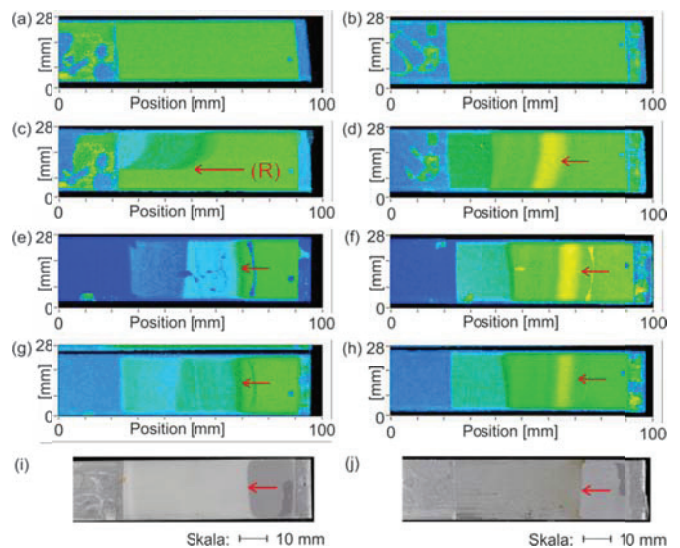 (a) 28 [mm] 0 0 Position [mm] 100
(b) 28 [mm] 0 0 Position [mm] 100
(c) 28 [mm] 0 (R) 0 Position [mm] 100
(d) 28 [mm] 0 0 Position [mm] 100
(e) 28 [mm] 0 0 Position [mm] 100
(f) 28 [mm] 0 0 Position [mm] 100
(g) 28 [mm] 0 0 Position [mm] 100
(h) 28 [mm] 0 0 Position [mm] 100
(i)
(j)
Skala: 10 mm
Skala: 10 mm